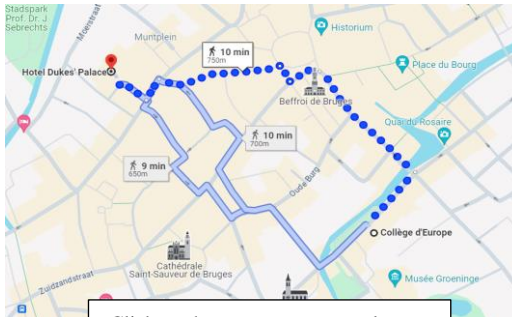 Stadspark
Prof. Dr. J
Sebrechts
Moerstraat
Muntplein
Historium
10 min
750m
Hotel Dukes' Palace
Place du Bourg
Beffroi de Bruges
Quai du Rosaire
10 min
700m
9 min
650m
Oude Burg
Collège d'Europe
Cathédrale
Saint-Sauveur de Bruges
Zuidzandstraat
Musée Groeninge